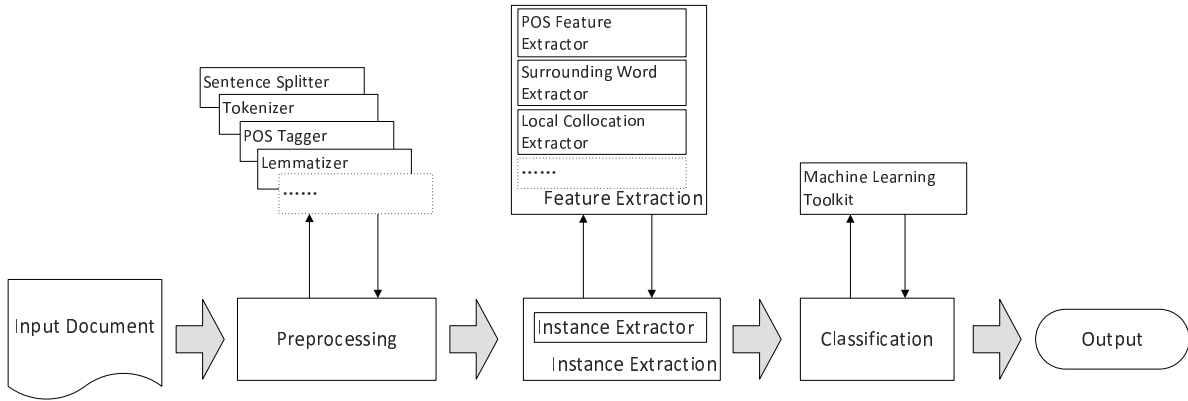 POS Feature
Extractor
Surrounding Word
Extractor
Local Collocation
Extractor
......
Feature Extraction
Sentence Splitter
Tokenizer
POS Tagger
Lemmatizer
......
Machine Learning
Toolkit
Input Document
Preprocessing
Instance Extractor
Instance Extraction
Classification
Output